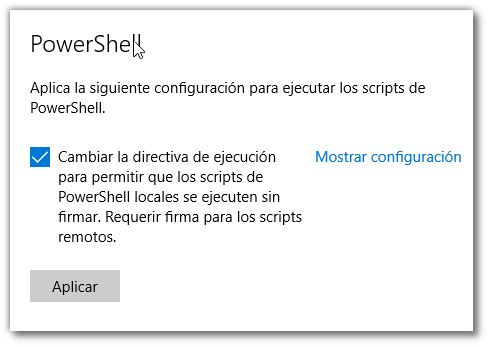 PowerShell
Aplica la siguiente configuración para ejecutar los scripts de
PowerShell.
Cambiar la directiva de ejecución
para permitir que los scripts de
PowerShell locales se ejecuten sin
firmar. Requerir firma para los scripts
remotos.
Mostrar configuración
Aplicar